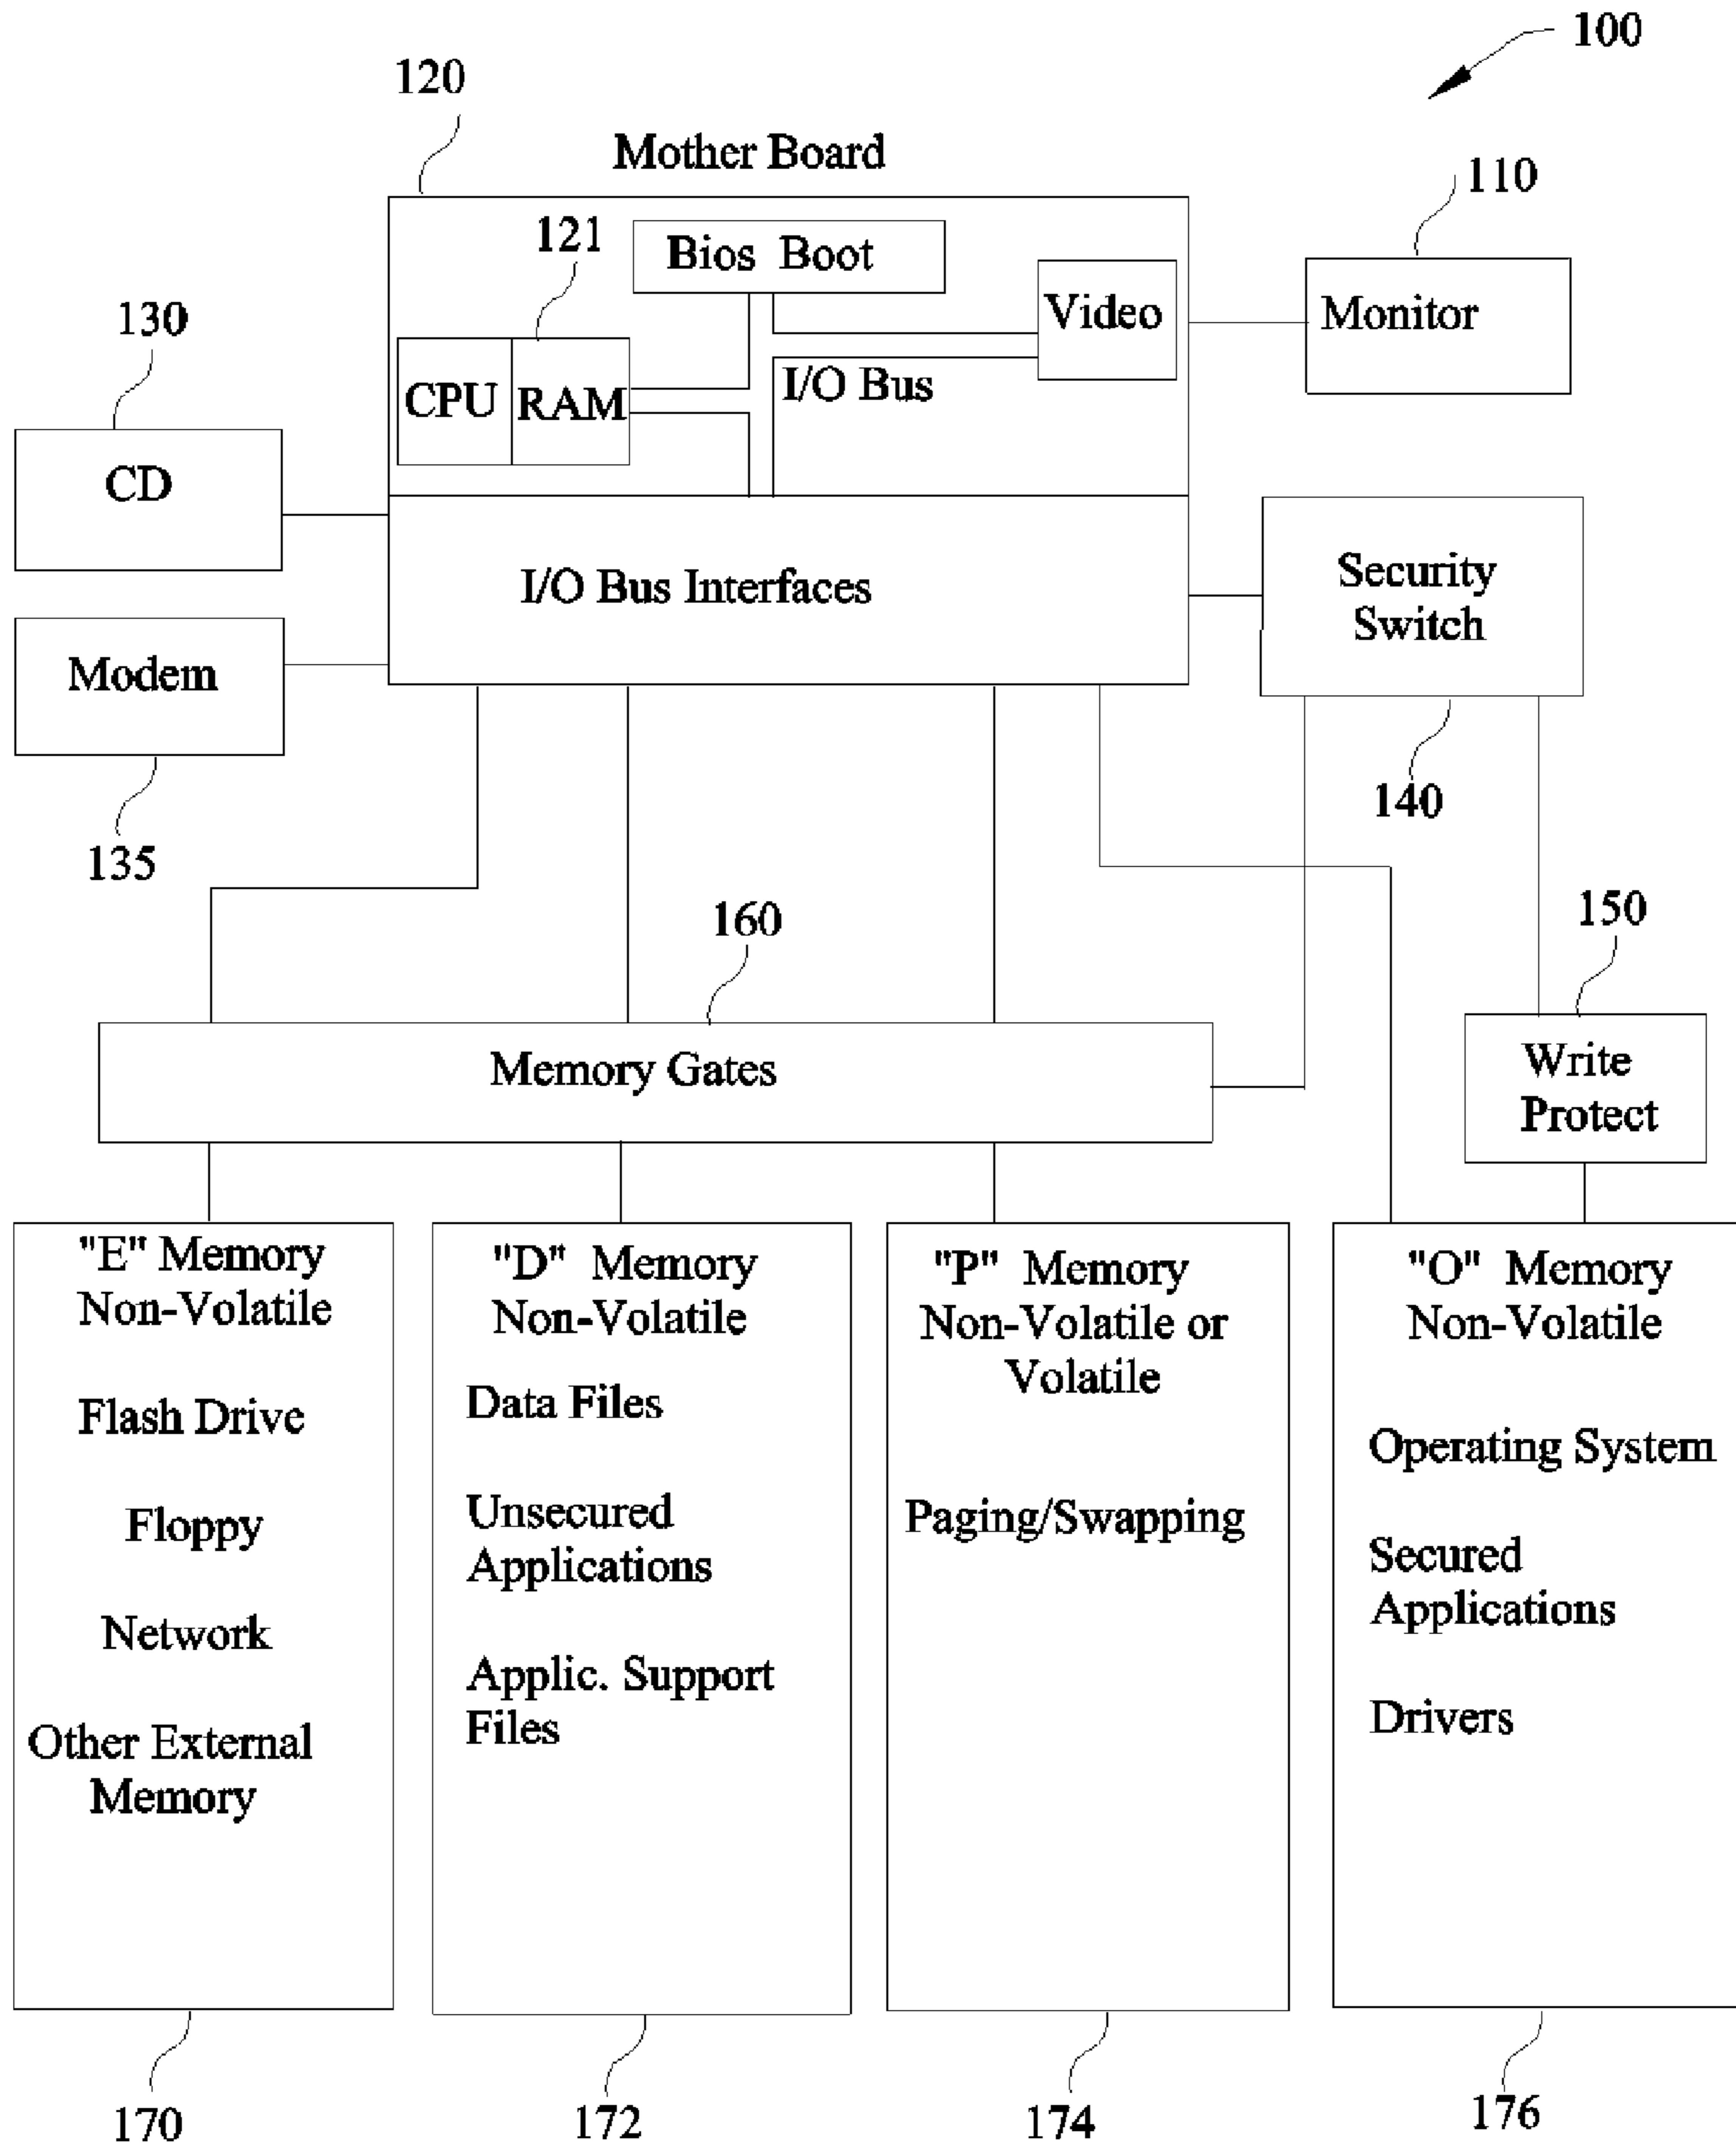 100
120
Mother Board
110
121
Bios Boot
130
Video
Monitor
CPU
RAM
I/O Bus
CD
I/O Bus Interfaces
Security
Switch
Modem
140
135
160
150
Memory Gates
Write
Protect
"E" Memory
Non-Volatile
Flash Drive
Floppy
Network
Other External
Memory
"D" Memory
Non-Volatile
Data Files
Unsecured
Applications
Applic. Support
Files
"P" Memory
Non-Volatile or
Volatile
Paging/Swapping
"O" Memory
Non-Volatile
Operating System
Secured
Applications
Drivers
170
172
174
176